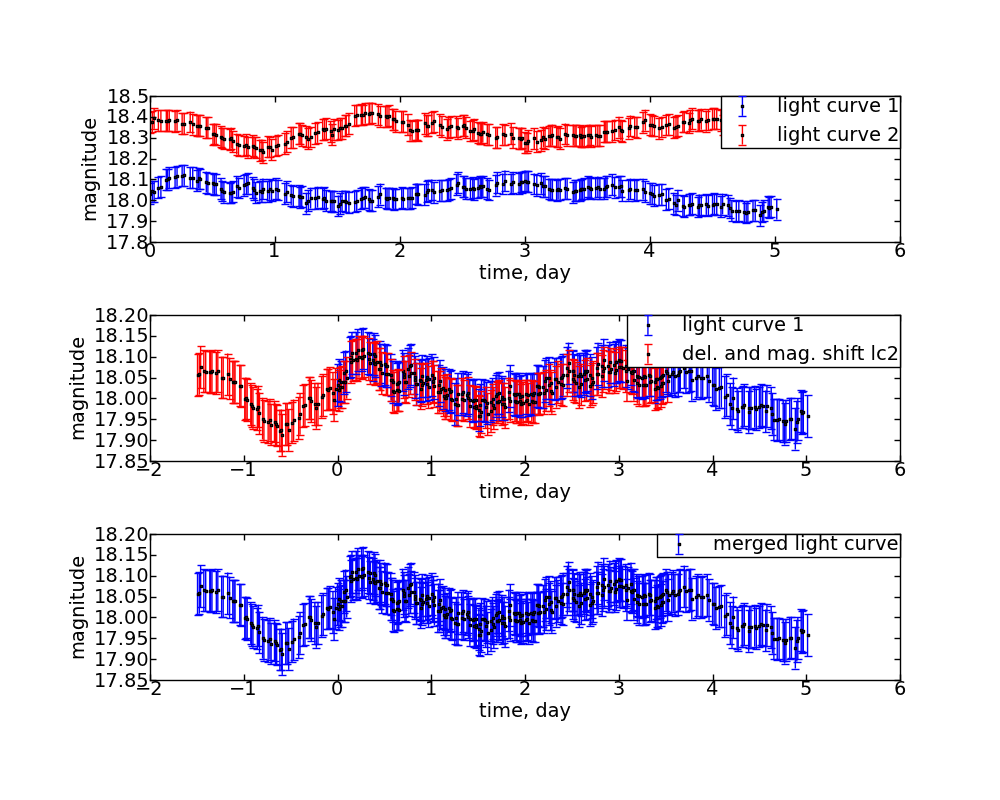 18.5
18.4
18.3
18.2
18.1
18.0
17.9
17.8
magnitude
light curve 1
light curve 2
0 1 2 3 4 5 6
time, day
18.20
18.15
18.10
18.05
18.00
17.95
17.90
17.85
magnitude
light curve 1
del. and mag. shift lc2
−2 −1 0 1 2 3 4 5 6
time, day
18.20
18.15
18.10
18.05
18.00
17.95
17.90
17.85
magnitude
merged light curve
−2 −1 0 1 2 3 4 5 6
time, day